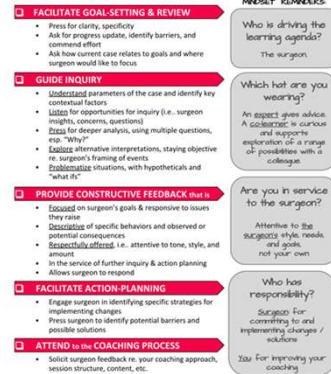 FACILITATE GOAL-SETTING & REVIEW
• Press for clarity, specificity
• Ask for progress update, identify barriers, and
commend effort
• Ask how current case relates to goals and where
surgeon would like to focus
GUIDE INQUIRY
• Understand parameters of the case and identify key
contextual factors
• Listen for opportunities for inquiry (i.e.. surgeon
insights, concerns, questions)
• Press for deeper analysis, using multiple questions,
esp. "Why?"
• Explore alternative interpretations, staying objective
re. surgeon's framing of events
• Problematize situations, with hypotheticals and
"what ifs"
PROVIDE CONSTRUCTIVE FEEDBACK that is
• Focused on surgeon's goals & responsive to issues
they raise
• Descriptive of specific behaviors and observed or
potential consequences
• Respectfully offered, i.e.. attentive to tone, style, and
amount
• In the service of further inquiry & action planning
• Allows surgeon to respond
FACILITATE ACTION-PLANNING
• Engage surgeon in identifying specific strategies for
implementing changes
• Press surgeon to identify potential barriers and
possible solutions
ATTEND to the COACHING PROCESS
• Solicit surgeon feedback re. your coaching approach,
session structure, content, etc.
MINDSET REMINDERS
Who is driving the
learning agenda?
The surgeon.
Which hat are you
wearing?
An expert gives advice.
A co-learner is curious
and supports
exploration of a range
of possibilities with a
colleague.
Are you in service
to the surgeon?
Attentive to the
surgeon's style, needs,
and goals,
not your own
Who has
responsibility?
Surgeon for
committing to and
implementing changes /
solutions
You for improving your
coaching